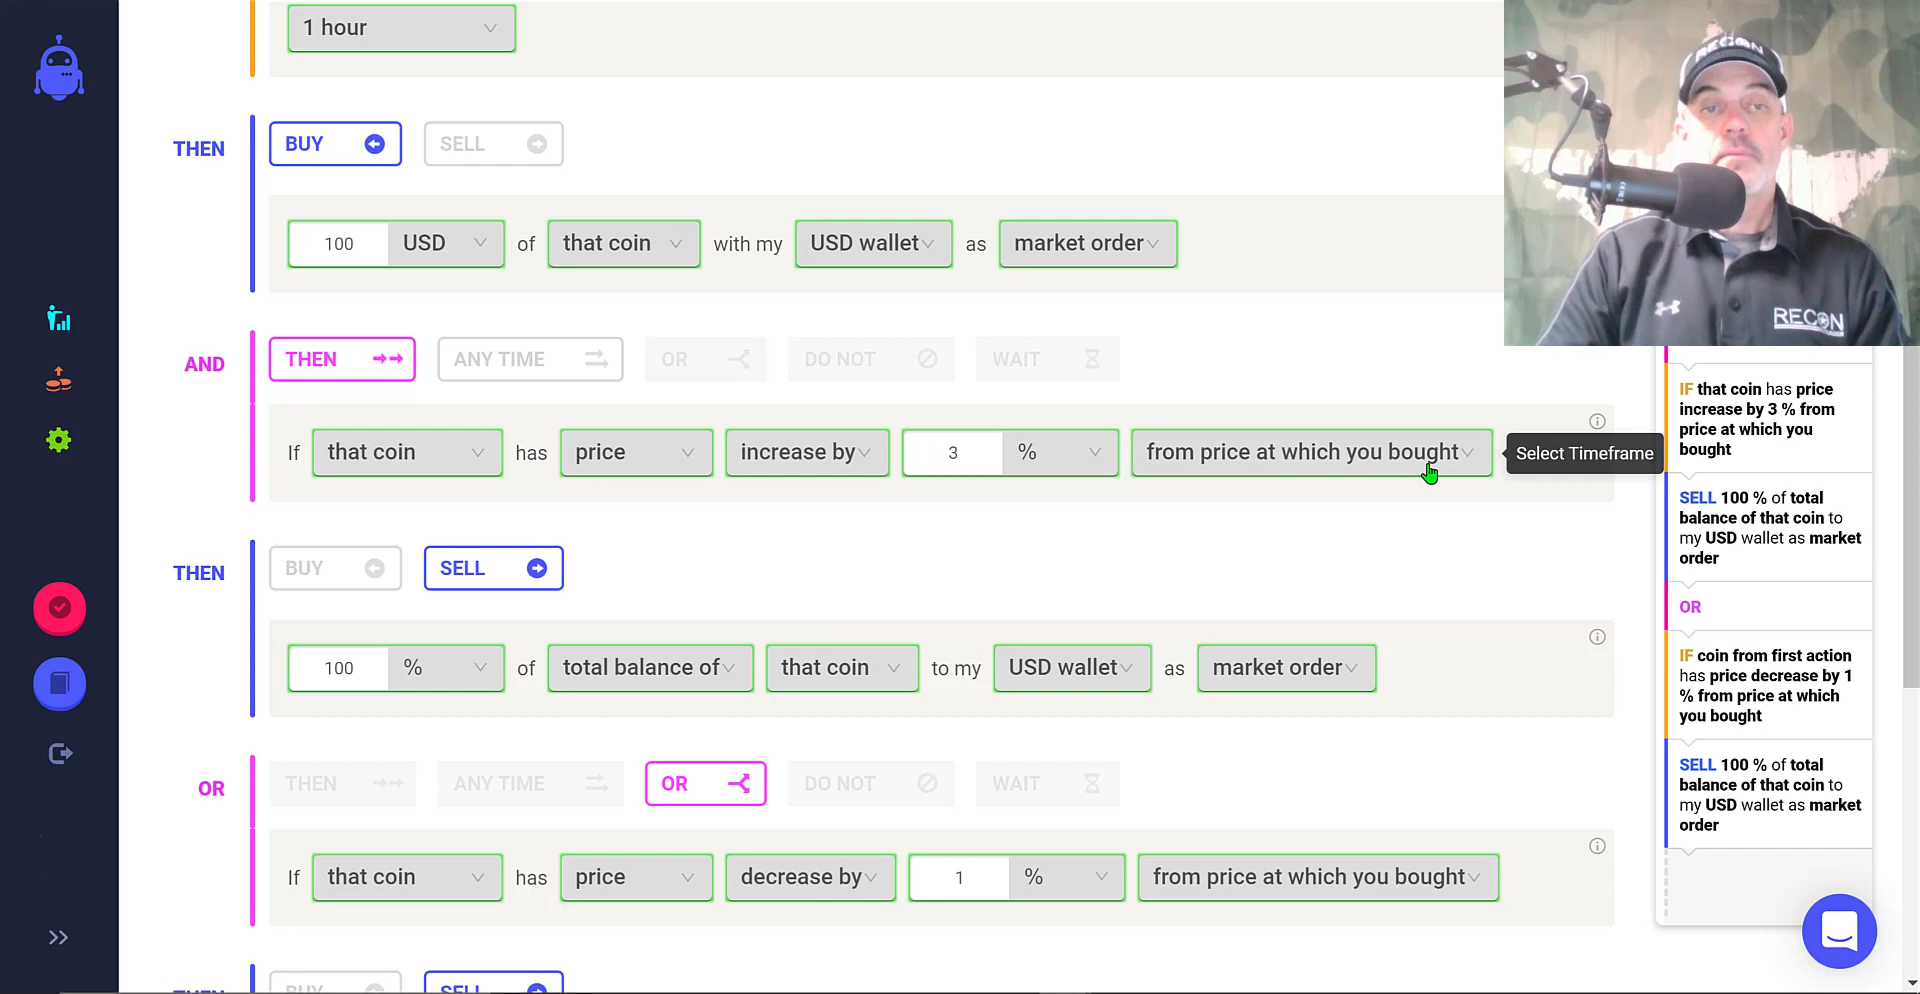 1 hour
THEN
BUY
SELL
100 USD of that coin with my USD wallet as market order
AND
THEN
ANY TIME
OR
DO NOT
WAIT
If that coin has price increase by 3 % from price at which you bought
Select Timeframe
THEN
BUY
SELL
100 % of total balance of that coin to my USD wallet as market order
OR
THEN
ANY TIME
OR
DO NOT
WAIT
If that coin has price decrease by 1 % from price at which you bought
THEN
BUY
SELL
RECON
RECON
IF that coin has price
increase by 3 % from
price at which you
bought
SELL 100 % of total
balance of that coin to
my USD wallet as market
order
OR
IF coin from first action
has price decrease by 1
% from price at which
you bought
SELL 100 % of total
balance of that coin to
my USD wallet as market
order